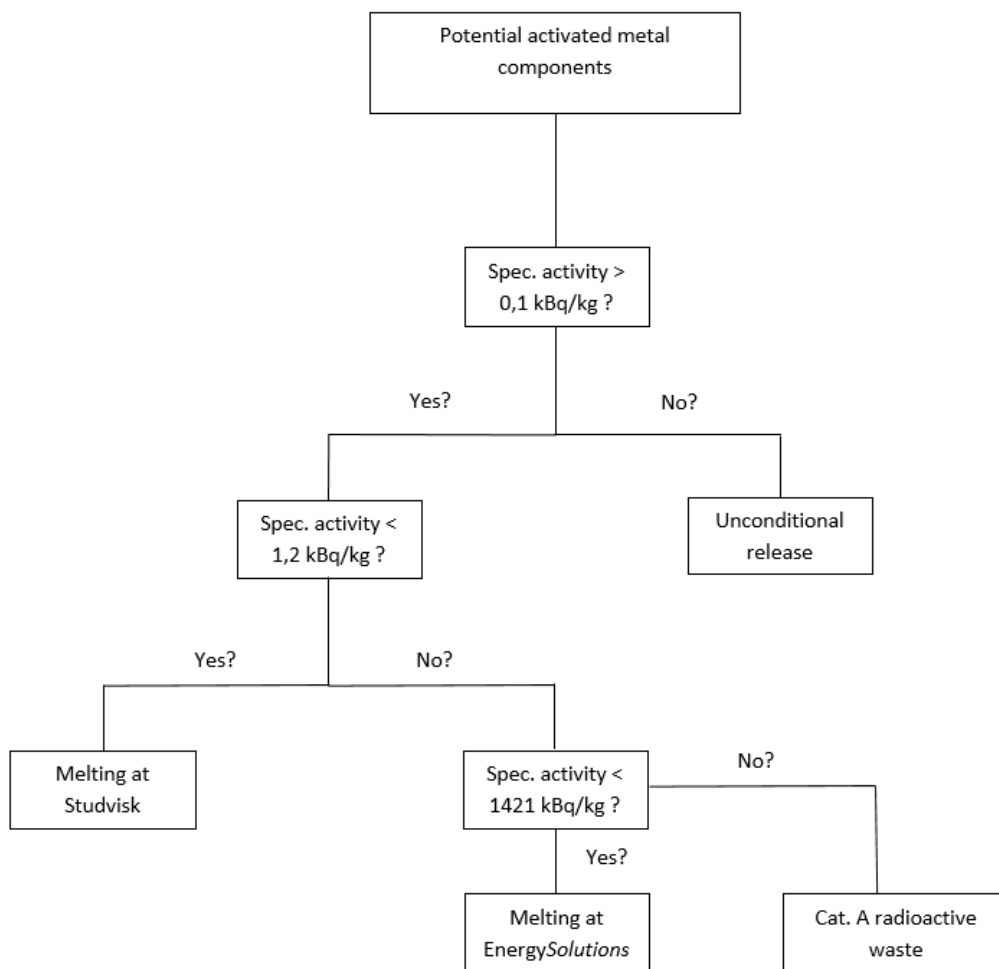 Potential activated metal
components
Spec. activity >
0,1 kBq/kg ?
Yes?
No?
Spec. activity <
1,2 kBq/kg ?
Unconditional
release
Yes?
No?
Melting at
Studvisk
Spec. activity <
1421 kBq/kg ?
No?
Yes?
Melting at
EnergySolutions
Cat. A radioactive
waste